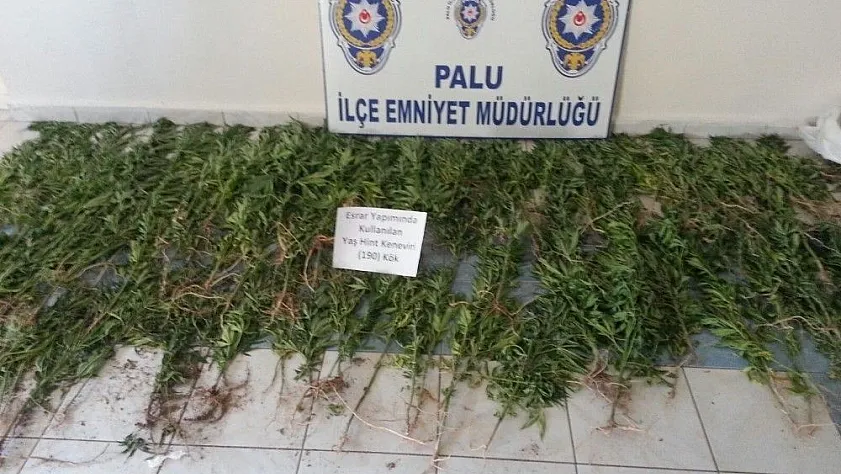 PALU
İLÇE EMNİYET MÜDÜRLÜĞÜ
Esrar Yapımında
Kullanılan
Yaş Hint Keneviri
(190) Kök